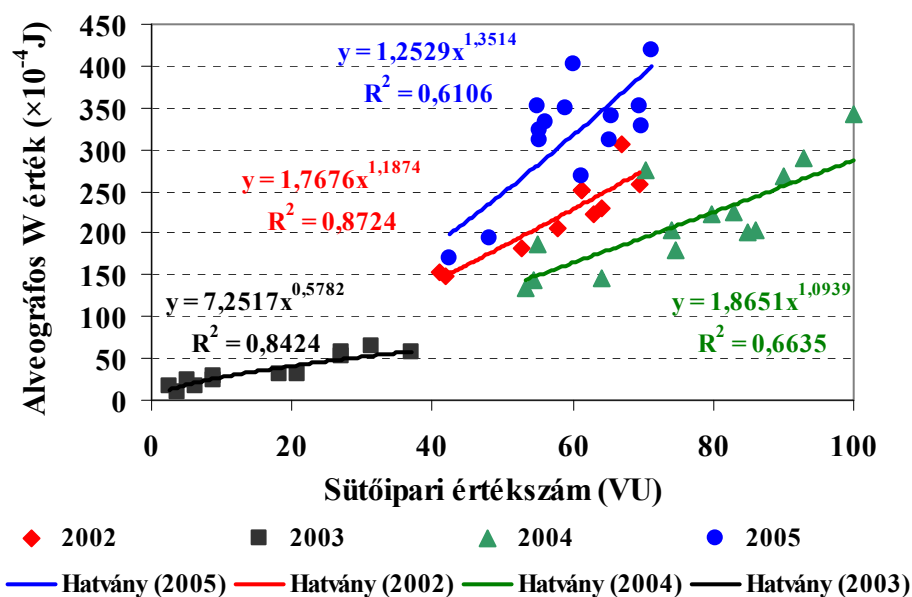 Alveográfos W érték (×10⁻⁴ J)
450
400
350
300
250
200
150
100
50
0
y = 1,2529x^1,3514
R² = 0,6106
y = 1,7676x^1,1874
R² = 0,8724
y = 7,2517x^0,5782
R² = 0,8424
y = 1,8651x^1,0939
R² = 0,6635
0 20 40 60 80 100
Sütőipari értékszám (VU)
2002 2003 2004 2005
Hatvány (2005) Hatvány (2002) Hatvány (2004) Hatvány (2003)